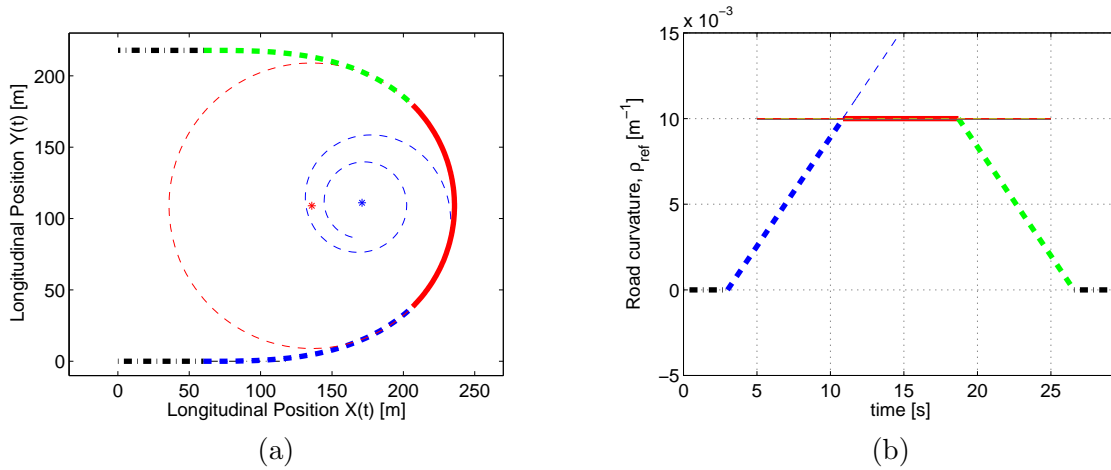 200
150
100
50
0
Longitudinal Position Y(t) [m]
0 50 100 150 200 250
Longitudinal Position X(t) [m]
(a)
15 x 10⁻³
10
5
0
−5
Road curvature, ρ_ref [m⁻¹]
0 5 10 15 20 25
time [s]
(b)